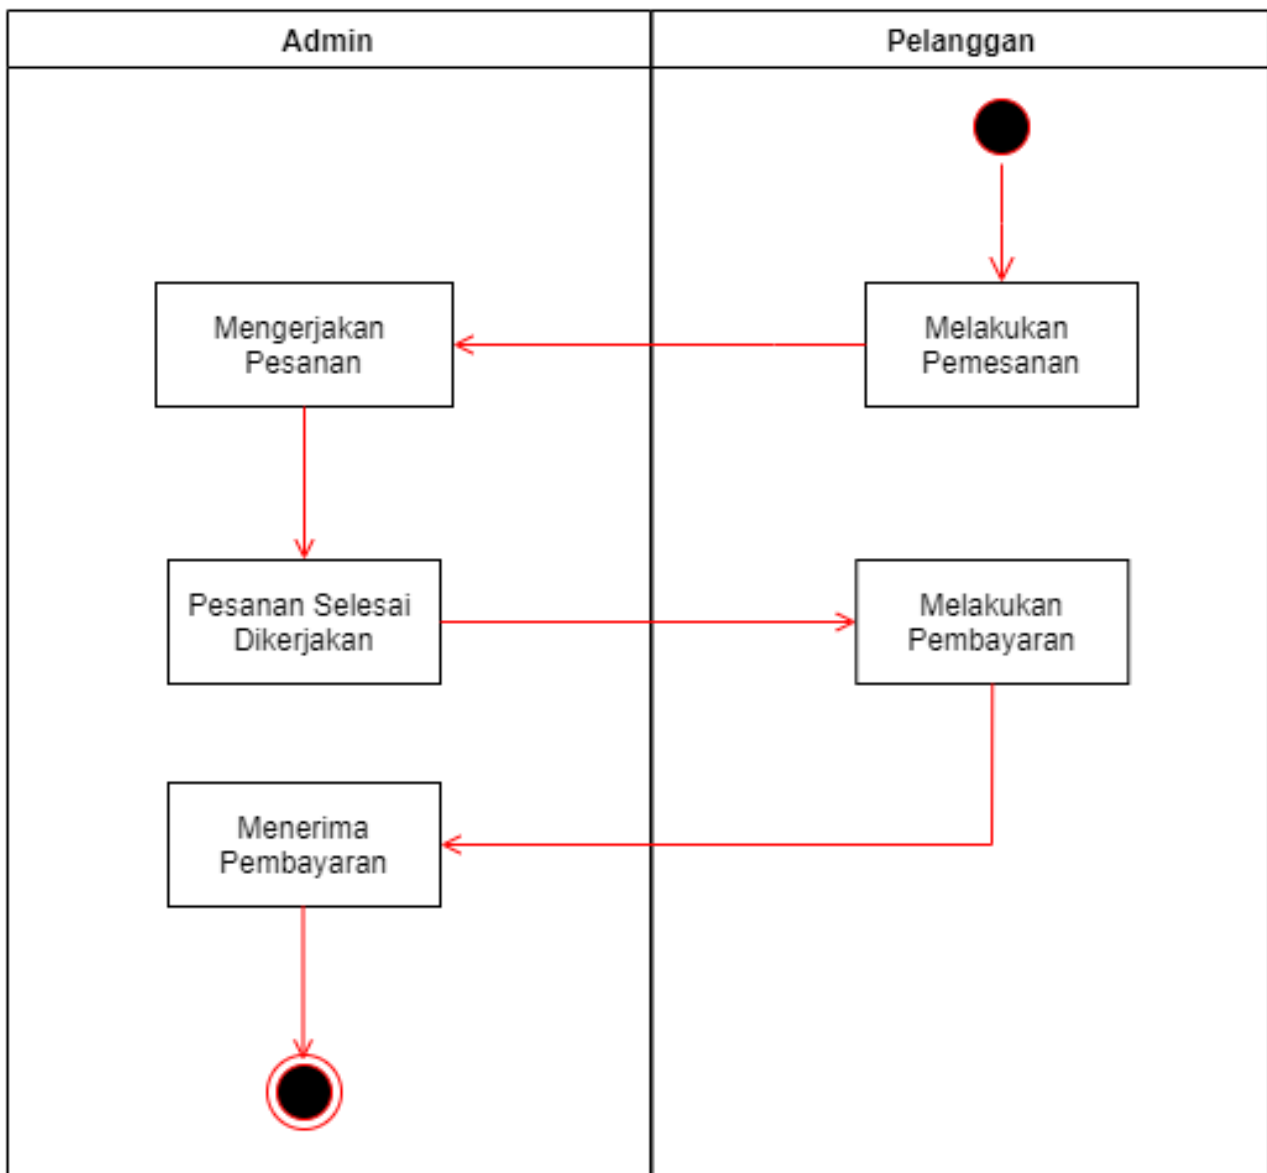 Admin
Pelanggan
Mengerjakan
Pesanan
Melakukan
Pemesanan
Pesanan Selesai
Dikerjakan
Melakukan
Pembayaran
Menerima
Pembayaran